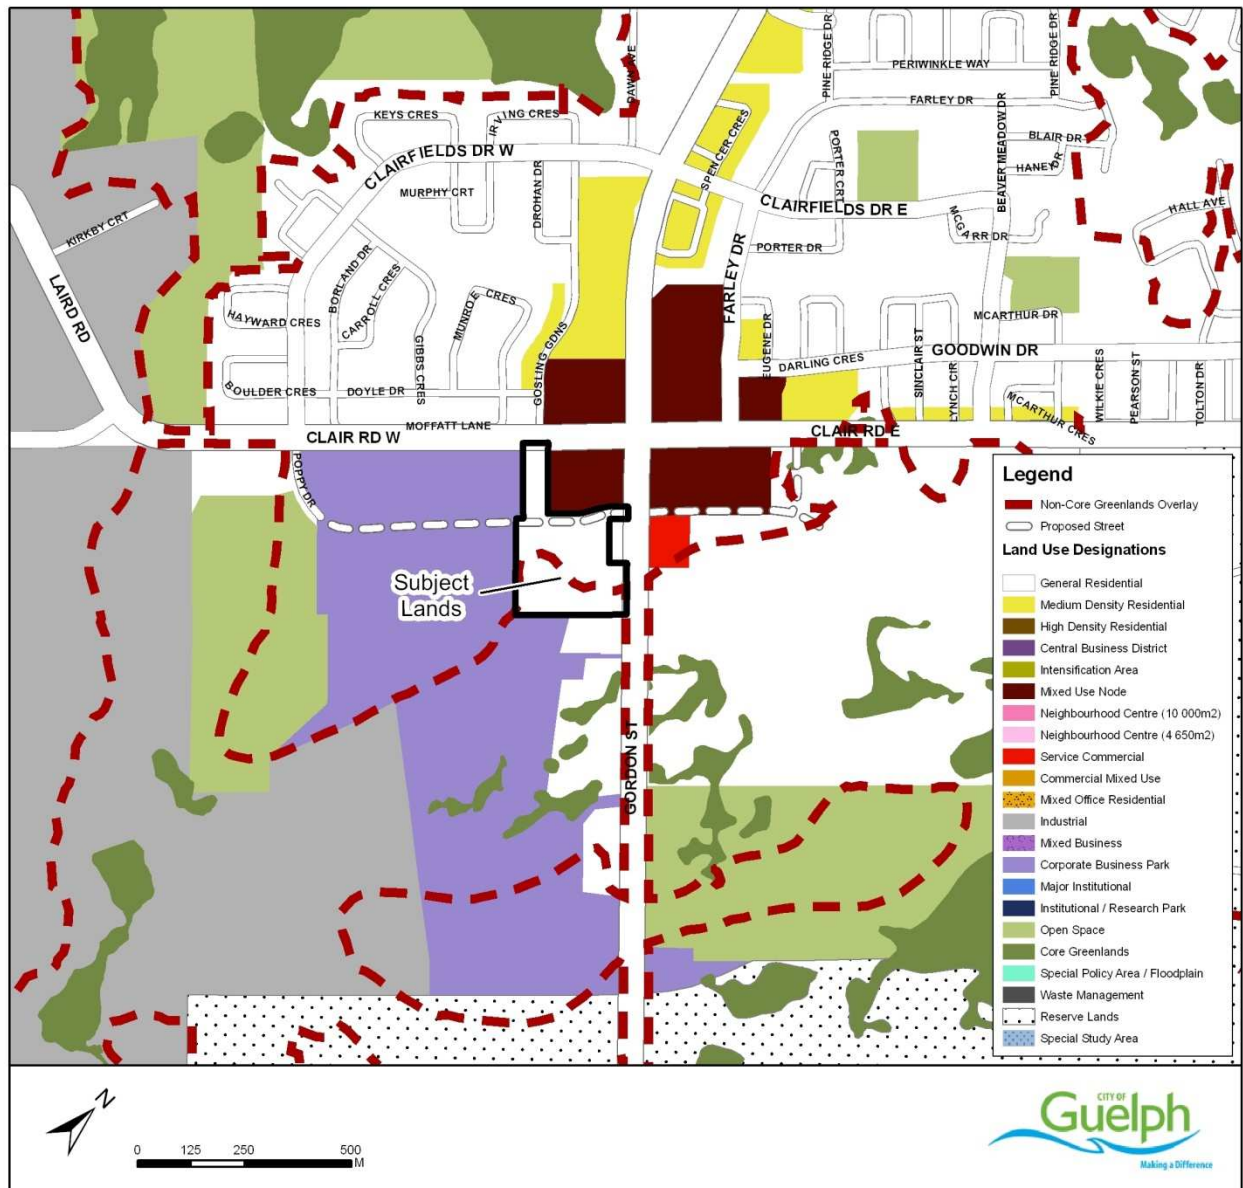 DAWN AVE
PINE RIDGE DR
PERIWINKLE WAY
PINE RIDGE DR
KEYS CRES
IRVING CRES
SPENCER CRES
FARLEY DR
CLAIRFIELDS DR W
PORTER CRT
BEAVER MEADOW DR
BLAIR DR
HANEY DR
MURPHY CRT
DROHAN DR
CLAIRFIELDS DR E
MCGARR DR
HALL AVE
KIRKBY CRT
LAIRD RD
BORLAND DR
CARROLL CRES
PORTER DR
FARLEY DR
HAYWARD CRES
MUNROE CRES
GOSLING GDNS
GIBBS CRES
EUGENE DR
MCARTHUR DR
DARLING CRES
SINCLAIR ST
LYNCH CIR
GOODWIN DR
BOULDER CRES
DOYLE DR
MOFFATT LANE
MCARTHUR CRES
WILKIE CRES
PEARSON ST
TOLTON DR
CLAIR RD W
CLAIR RD E
POPPY DR
Subject
Lands
GORDON ST
Legend
Non-Core Greenlands Overlay
Proposed Street
Land Use Designations
General Residential
Medium Density Residential
High Density Residential
Central Business District
Intensification Area
Mixed Use Node
Neighbourhood Centre (10 000m2)
Neighbourhood Centre (4 650m2)
Service Commercial
Commercial Mixed Use
Mixed Office Residential
Industrial
Mixed Business
Corporate Business Park
Major Institutional
Institutional / Research Park
Open Space
Core Greenlands
Special Policy Area / Floodplain
Waste Management
Reserve Lands
Special Study Area
N
0 125 250 500
M
CITY OF
Guelph
Making a Difference